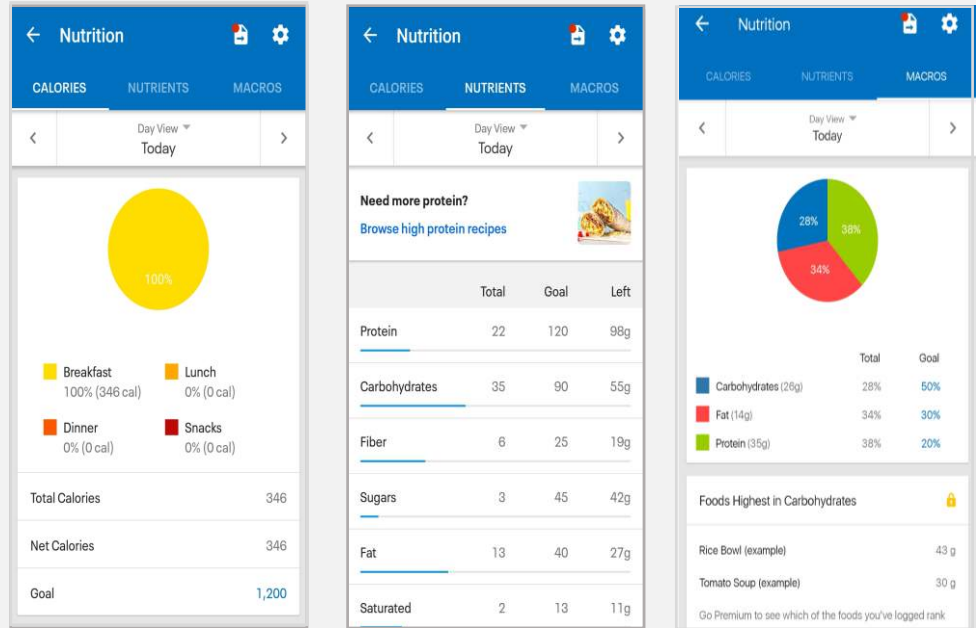 Nutrition
CALORIES NUTRIENTS MACROS
Day View
Today
100%
Breakfast Lunch
100% (346 cal) 0% (0 cal)
Dinner Snacks
0% (0 cal) 0% (0 cal)
Total Calories 346
Net Calories 346
Goal 1,200
Nutrition
CALORIES NUTRIENTS MACROS
Day View
Today
Need more protein?
Browse high protein recipes
Total Goal Left
Protein 22 120 98g
Carbohydrates 35 90 55g
Fiber 6 25 19g
Sugars 3 45 42g
Fat 13 40 27g
Saturated 2 13 11g
Nutrition
CALORIES NUTRIENTS MACROS
Day View
Today
28% 38%
34%
Total Goal
Carbohydrates (26g) 28% 50%
Fat (14g) 34% 30%
Protein (35g) 38% 20%
Foods Highest in Carbohydrates
Rice Bowl (example) 43 g
Tomato Soup (example) 30 g
Go Premium to see which of the foods you've logged rank